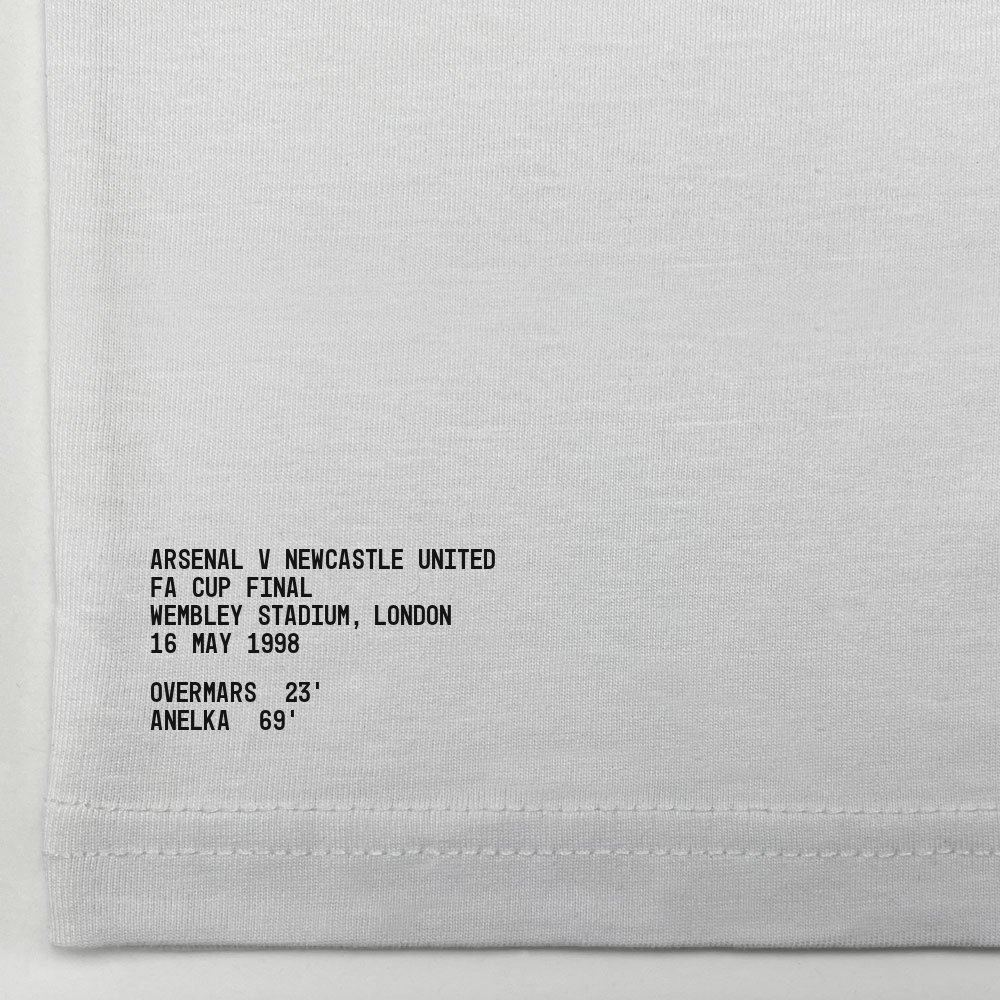 ARSENAL V NEWCASTLE UNITED
FA CUP FINAL
WEMBLEY STADIUM, LONDON
16 MAY 1998
OVERMARS 23'
ANELKA 69'